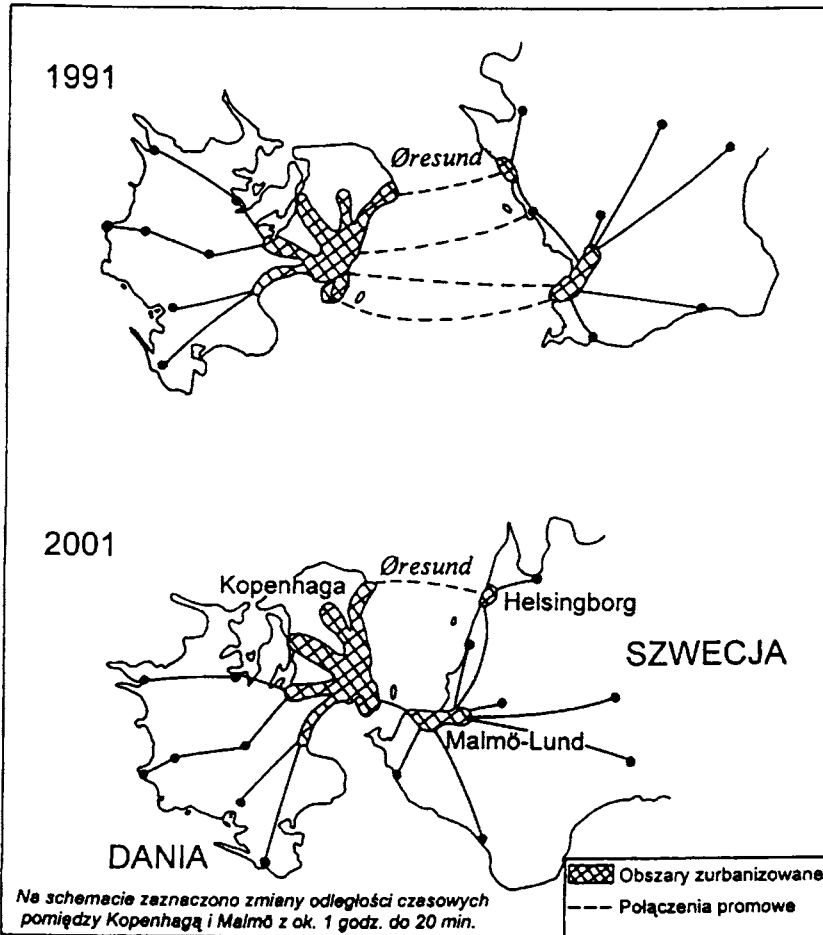 1991
Øresund
2001
Øresund
Kopenhaga
Helsingborg
SZWECJA
Malmö-Lund
DANIA
Na schemacie zaznaczono zmiany odległości czasowych
pomiędzy Kopenhagą i Malmö z ok. 1 godz. do 20 min.
Obszary zurbanizowane
Połączenia promowe